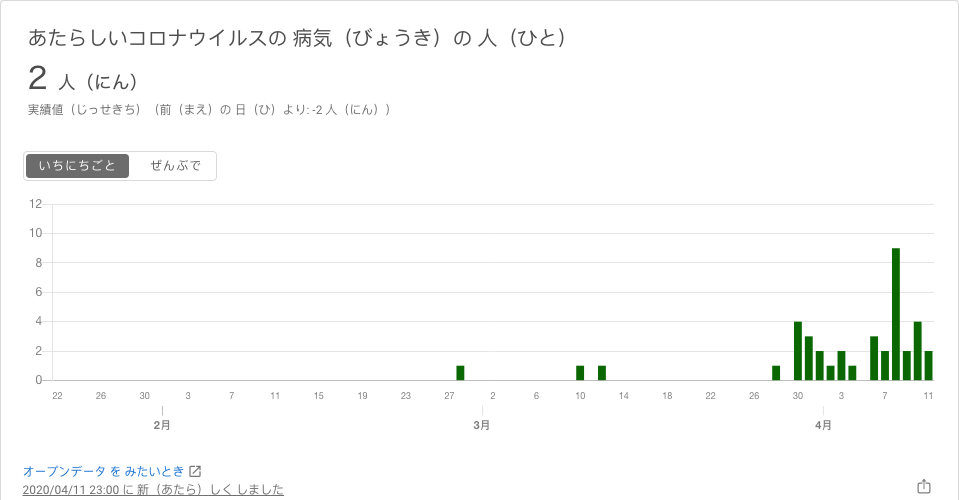 あたらしいコロナウイルスの 病気（びょうき）の 人（ひと）
2 人（にん）
実績値（じっせきち）（前（まえ）の 日（ひ）より: -2 人（にん））
いちにちごと ぜんぶで
12
10
8
6
4
2
0
22 26 30 3 7 11 15 19 23 27 2 6 10 14 18 22 26 30 3 7 11
2月 3月 4月
オープンデータ を みたいとき
2020/04/11 23:00 に 新（あたら）しく しました